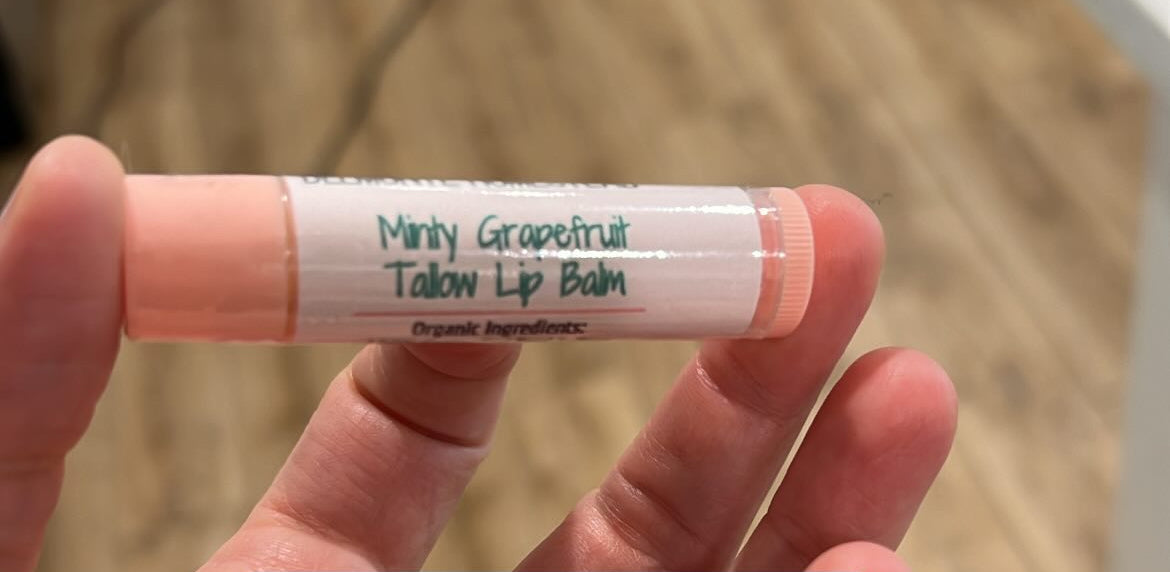 Minty Grapefruit
Tallow Lip Balm
Organic Ingredients: